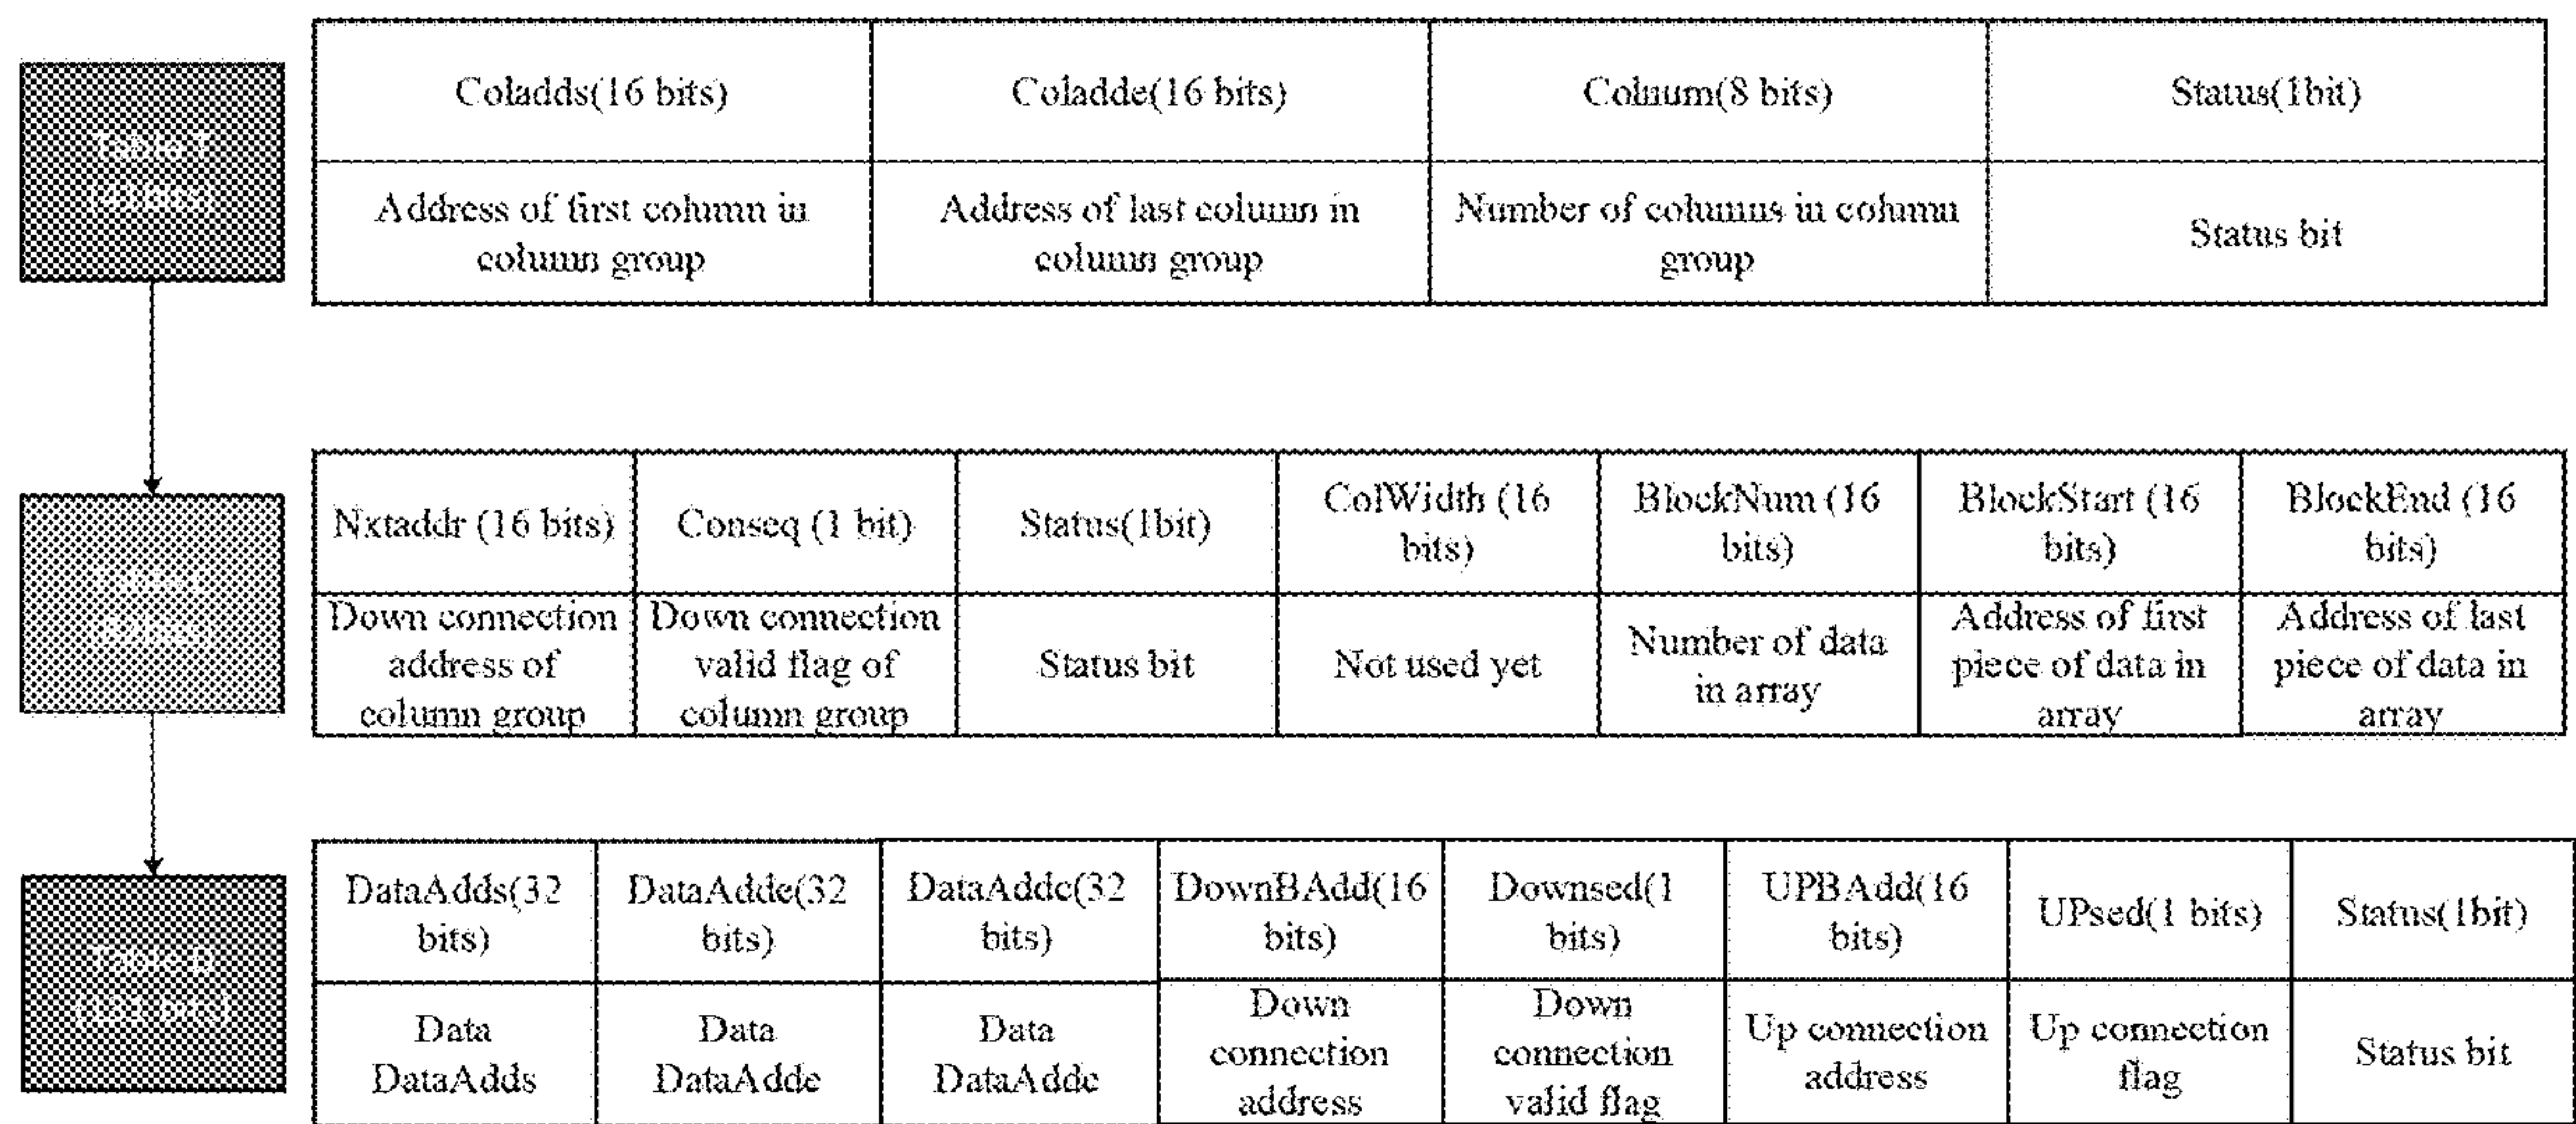 Coladds(16 bits)
Coladde(16 bits)
Colnum(8 bits)
Status(1bit)
Address of first column in
column group
Address of last column in
column group
Number of columns in column
group
Status bit
Nxtaddr (16 bits)
Conseq (1 bit)
Status(1bit)
ColWidth (16
bits)
BlockNum (16
bits)
BlockStart (16
bits)
BlockEnd (16
bits)
Down connection
address of
column group
Down connection
valid flag of
column group
Status bit
Not used yet
Number of data
in array
Address of first
piece of data in
array
Address of last
piece of data in
array
Table D
(131 bits)
DataAdds(32
bits)
DataAdde(32
bits)
DataAddc(32
bits)
DownBAdd(16
bits)
Downsed(1
bits)
UPBAdd(16
bits)
UPsed(1 bits)
Status(1bit)
Data
DataAdds
Data
DataAdde
Data
DataAddc
Down
connection
address
Down
connection
valid flag
Up connection
address
Up connection
flag
Status bit